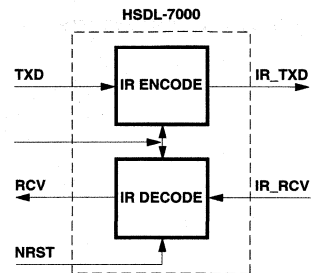 HSDL-7000
TXD
IR ENCODE
IR_TXD
RCV
IR DECODE
IR_RCV
NRST